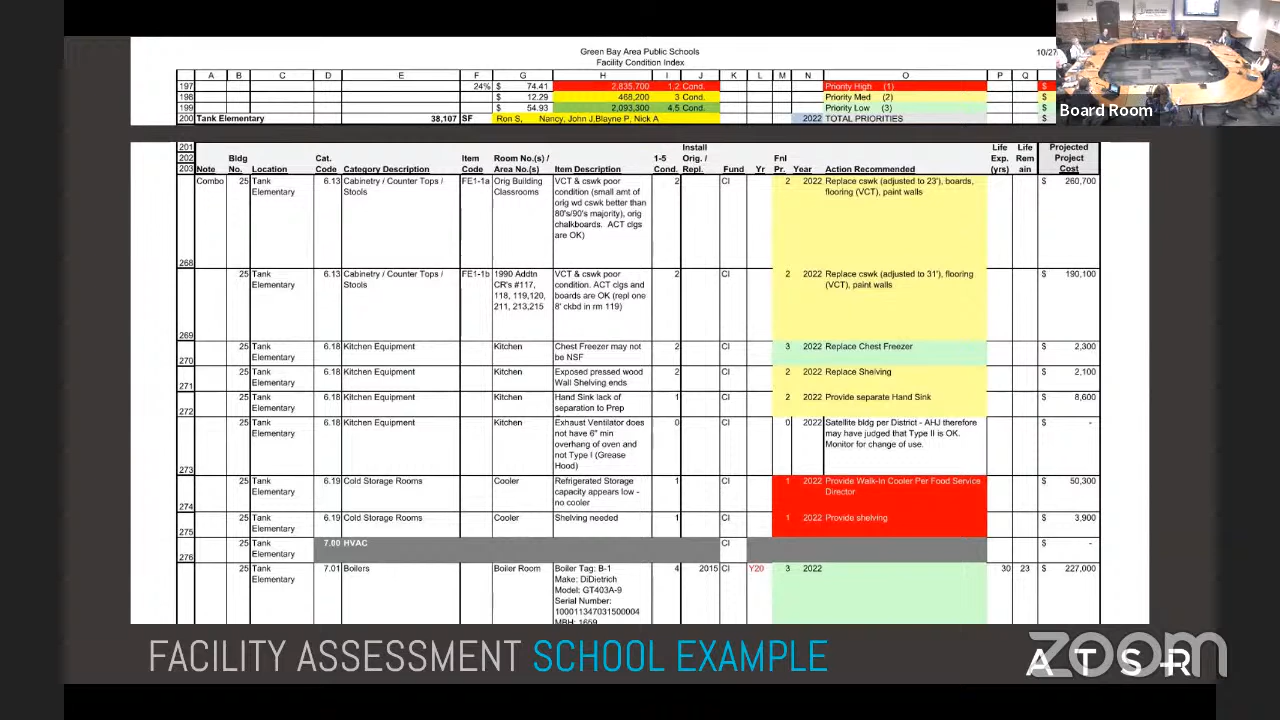 Green Bay Area Public Schools
Facility Condition Index
10/27
A B C D E F G H I J K L M N O P Q
197 24% $ 74.41 2,835,700 1,2 Cond. Priority High (1) $
198 $ 12.29 468,200 3 Cond. Priority Med (2) $
199 $ 54.93 2,093,300 4,5 Cond. Priority Low (3) $
200 Tank Elementary 38,107 SF Ron S, Nancy, John J,Blayne P, Nick A 2022 TOTAL PRIORITIES $
Board Room
201 Install Life Life Projected
202 Bldg Cat. Item Room No.(s) / 1-5 Orig. / Fnl Exp. Rem Project
203 Note No. Location Code Category Description Code Area No.(s) Item Description Cond. Repl. Fund Yr Pr. Year Action Recommended (yrs) ain Cost
Combo 25 Tank 6.13 Cabinetry / Counter Tops / FE1-1a Orig Building VCT & cswk poor 2 CI 2 2022 Replace cswk (adjusted to 23'), boards, $ 260,700
Elementary Stools Classrooms condition (small amt of flooring (VCT), paint walls
orig wd cswk better than
80's/90's majority), orig
chalkboards. ACT clgs
are OK)
268
25 Tank 6.13 Cabinetry / Counter Tops / FE1-1b 1990 Addtn VCT & cswk poor 2 CI 2 2022 Replace cswk (adjusted to 31'), flooring $ 190,100
Elementary Stools CR's #117, condition. ACT clgs and (VCT), paint walls
118, 119,120, boards are OK (repl one
211, 213,215 8' ckbd in rm 119)
269
25 Tank 6.18 Kitchen Equipment Kitchen Chest Freezer may not 2 CI 3 2022 Replace Chest Freezer $ 2,300
270 Elementary be NSF
25 Tank 6.18 Kitchen Equipment Kitchen Exposed pressed wood 2 CI 2 2022 Replace Shelving $ 2,100
271 Elementary Wall Shelving ends
25 Tank 6.18 Kitchen Equipment Kitchen Hand Sink lack of 1 CI 2 2022 Provide separate Hand Sink $ 8,600
272 Elementary separation to Prep
25 Tank 6.18 Kitchen Equipment Kitchen Exhaust Ventilator does 0 CI 0 2022 Satellite bldg per District - AHJ therefore $ -
Elementary not have 6" min may have judged that Type II is OK.
overhang of oven and Monitor for change of use.
not Type I (Grease
273 Hood)
25 Tank 6.19 Cold Storage Rooms Cooler Refrigerated Storage 1 CI 1 2022 Provide Walk-In Cooler Per Food Service $ 50,300
Elementary capacity appears low - Director
274 no cooler
25 Tank 6.19 Cold Storage Rooms Cooler Shelving needed 1 CI 1 2022 Provide shelving $ 3,900
275 Elementary
25 Tank 7.00 HVAC CI $ -
276 Elementary
25 Tank 7.01 Boilers Boiler Room Boiler Tag: B-1 4 2015 CI Y20 3 2022 30 23 $ 227,000
Elementary Make: DiDietrich
Model: GT403A-9
Serial Number:
100011347031500004
MBH: 1659
FACILITY ASSESSMENT SCHOOL EXAMPLE
zoom
ATSR